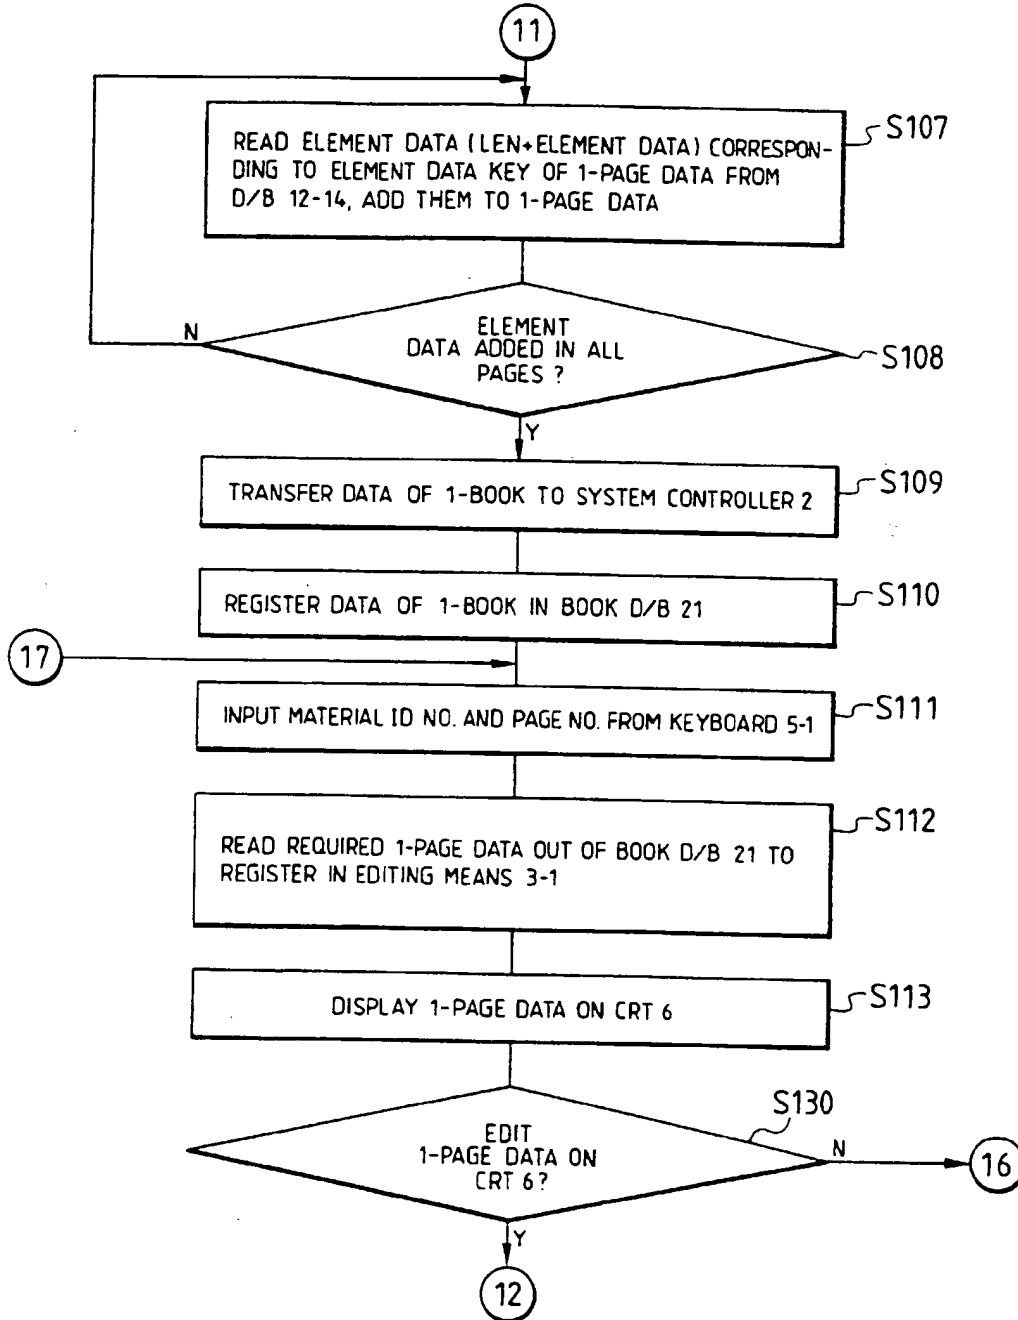 11
READ ELEMENT DATA (LEN+ELEMENT DATA) CORRESPON-
DING TO ELEMENT DATA KEY OF 1-PAGE DATA FROM
D/B 12-14, ADD THEM TO 1-PAGE DATA
S107
N
ELEMENT
DATA ADDED IN ALL
PAGES ?
S108
Y
TRANSFER DATA OF 1-BOOK TO SYSTEM CONTROLLER 2
S109
REGISTER DATA OF 1-BOOK IN BOOK D/B 21
S110
17
INPUT MATERIAL ID NO. AND PAGE NO. FROM KEYBOARD 5-1
S111
READ REQUIRED 1-PAGE DATA OUT OF BOOK D/B 21 TO
REGISTER IN EDITING MEANS 3-1
S112
DISPLAY 1-PAGE DATA ON CRT 6
S113
S130
EDIT
1-PAGE DATA ON
CRT 6?
N
16
Y
12